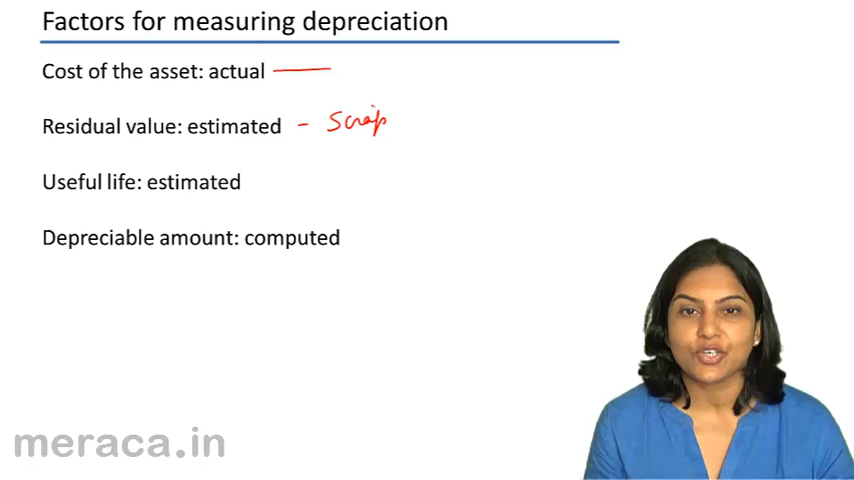 Factors for measuring depreciation
Cost of the asset: actual
Residual value: estimated - Scrap
Useful life: estimated
Depreciable amount: computed
meraca.in